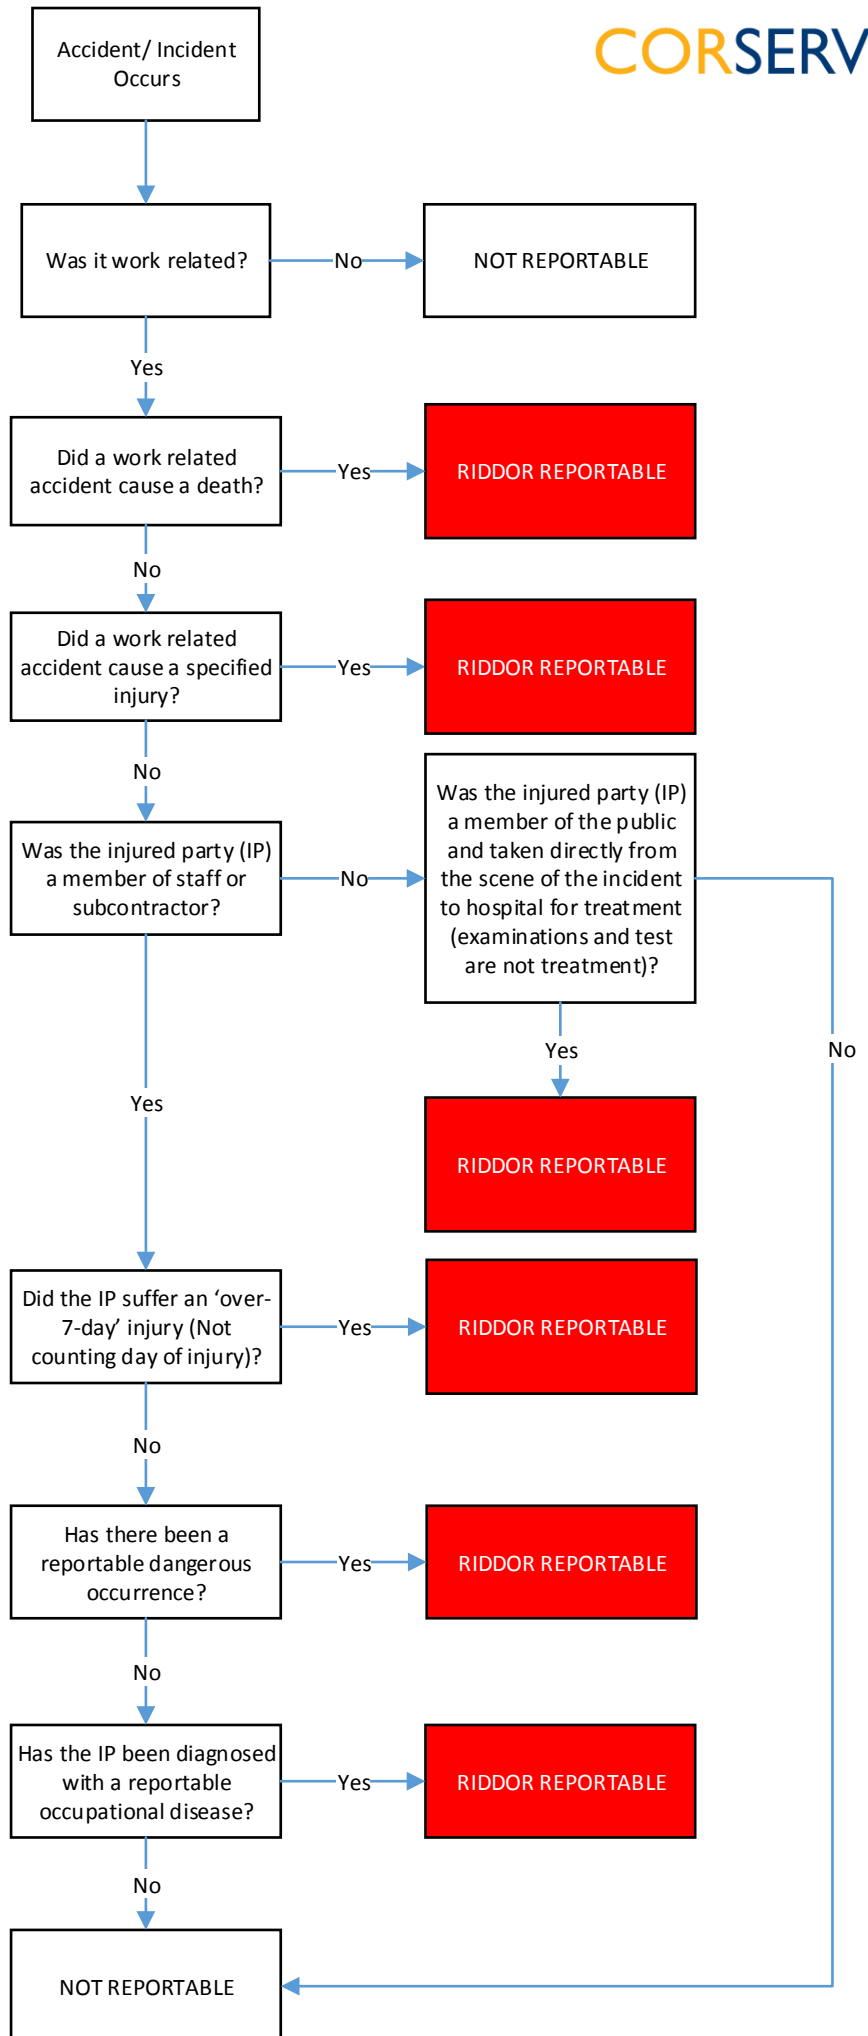 CORSERV
Accident/ Incident
Occurs
Was it work related?
No
NOT REPORTABLE
Yes
Did a work related
accident cause a death?
Yes
RIDDOR REPORTABLE
No
Did a work related
accident cause a specified
injury?
Yes
RIDDOR REPORTABLE
No
Was the injured party (IP)
a member of staff or
subcontractor?
No
Was the injured party (IP)
a member of the public
and taken directly from
the scene of the incident
to hospital for treatment
(examinations and test
are not treatment)?
Yes
No
RIDDOR REPORTABLE
Yes
Did the IP suffer an ‘over-
7-day’ injury (Not
counting day of injury)?
Yes
RIDDOR REPORTABLE
No
Has there been a
reportable dangerous
occurrence?
Yes
RIDDOR REPORTABLE
No
Has the IP been diagnosed
with a reportable
occupational disease?
Yes
RIDDOR REPORTABLE
No
NOT REPORTABLE